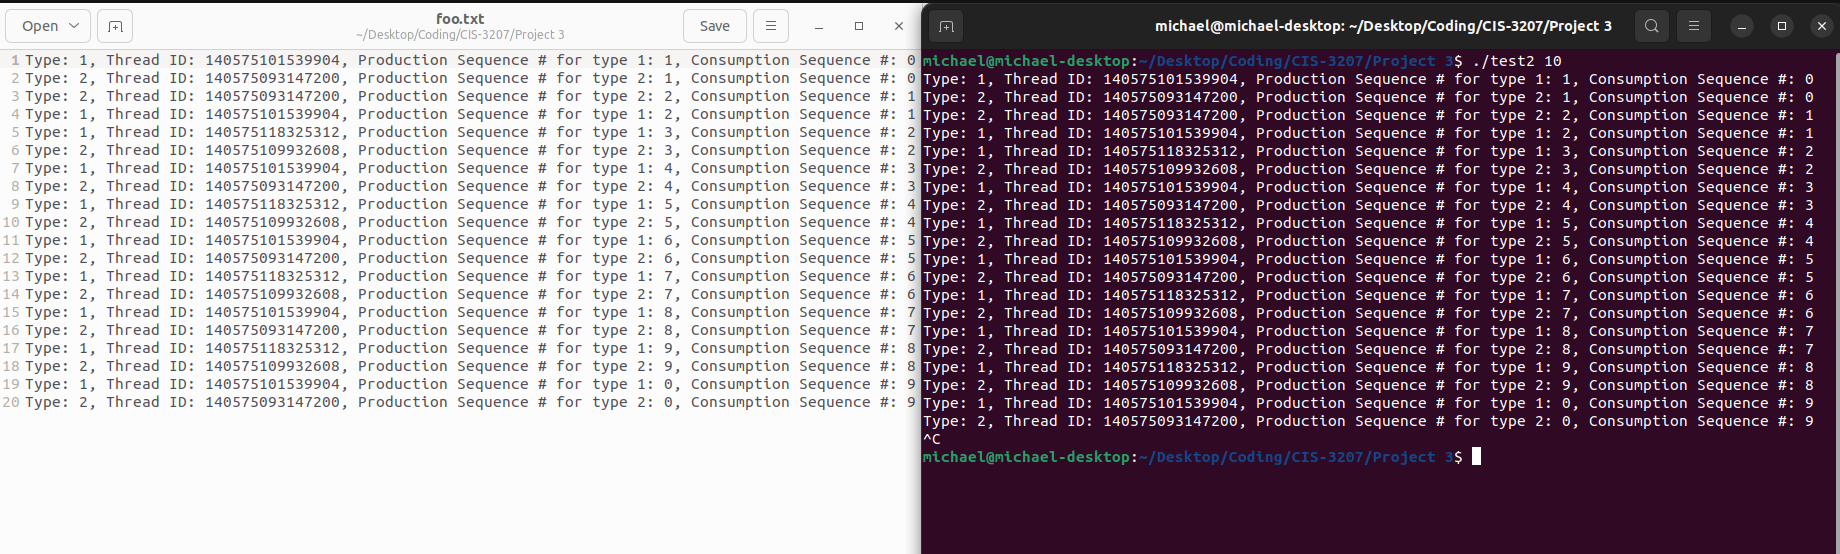 Open
foo.txt
~/Desktop/Coding/CIS-3207/Project 3
Save
1 Type: 1, Thread ID: 140575101539904, Production Sequence # for type 1: 1, Consumption Sequence #: 0
2 Type: 2, Thread ID: 140575093147200, Production Sequence # for type 2: 1, Consumption Sequence #: 0
3 Type: 2, Thread ID: 140575093147200, Production Sequence # for type 2: 2, Consumption Sequence #: 1
4 Type: 1, Thread ID: 140575101539904, Production Sequence # for type 1: 2, Consumption Sequence #: 1
5 Type: 1, Thread ID: 140575118325312, Production Sequence # for type 1: 3, Consumption Sequence #: 2
6 Type: 2, Thread ID: 140575109932608, Production Sequence # for type 2: 3, Consumption Sequence #: 2
7 Type: 1, Thread ID: 140575101539904, Production Sequence # for type 1: 4, Consumption Sequence #: 3
8 Type: 2, Thread ID: 140575093147200, Production Sequence # for type 2: 4, Consumption Sequence #: 3
9 Type: 1, Thread ID: 140575118325312, Production Sequence # for type 1: 5, Consumption Sequence #: 4
10 Type: 2, Thread ID: 140575109932608, Production Sequence # for type 2: 5, Consumption Sequence #: 4
11 Type: 1, Thread ID: 140575101539904, Production Sequence # for type 1: 6, Consumption Sequence #: 5
12 Type: 2, Thread ID: 140575093147200, Production Sequence # for type 2: 6, Consumption Sequence #: 5
13 Type: 1, Thread ID: 140575118325312, Production Sequence # for type 1: 7, Consumption Sequence #: 6
14 Type: 2, Thread ID: 140575109932608, Production Sequence # for type 2: 7, Consumption Sequence #: 6
15 Type: 1, Thread ID: 140575101539904, Production Sequence # for type 1: 8, Consumption Sequence #: 7
16 Type: 2, Thread ID: 140575093147200, Production Sequence # for type 2: 8, Consumption Sequence #: 7
17 Type: 1, Thread ID: 140575118325312, Production Sequence # for type 1: 9, Consumption Sequence #: 8
18 Type: 2, Thread ID: 140575109932608, Production Sequence # for type 2: 9, Consumption Sequence #: 8
19 Type: 1, Thread ID: 140575101539904, Production Sequence # for type 1: 0, Consumption Sequence #: 9
20 Type: 2, Thread ID: 140575093147200, Production Sequence # for type 2: 0, Consumption Sequence #: 9
michael@michael-desktop: ~/Desktop/Coding/CIS-3207/Project 3
michael@michael-desktop:~/Desktop/Coding/CIS-3207/Project 3$ ./test2 10
Type: 1, Thread ID: 140575101539904, Production Sequence # for type 1: 1, Consumption Sequence #: 0
Type: 2, Thread ID: 140575093147200, Production Sequence # for type 2: 1, Consumption Sequence #: 0
Type: 2, Thread ID: 140575093147200, Production Sequence # for type 2: 2, Consumption Sequence #: 1
Type: 1, Thread ID: 140575101539904, Production Sequence # for type 1: 2, Consumption Sequence #: 1
Type: 1, Thread ID: 140575118325312, Production Sequence # for type 1: 3, Consumption Sequence #: 2
Type: 2, Thread ID: 140575109932608, Production Sequence # for type 2: 3, Consumption Sequence #: 2
Type: 1, Thread ID: 140575101539904, Production Sequence # for type 1: 4, Consumption Sequence #: 3
Type: 2, Thread ID: 140575093147200, Production Sequence # for type 2: 4, Consumption Sequence #: 3
Type: 1, Thread ID: 140575118325312, Production Sequence # for type 1: 5, Consumption Sequence #: 4
Type: 2, Thread ID: 140575109932608, Production Sequence # for type 2: 5, Consumption Sequence #: 4
Type: 1, Thread ID: 140575101539904, Production Sequence # for type 1: 6, Consumption Sequence #: 5
Type: 2, Thread ID: 140575093147200, Production Sequence # for type 2: 6, Consumption Sequence #: 5
Type: 1, Thread ID: 140575118325312, Production Sequence # for type 1: 7, Consumption Sequence #: 6
Type: 2, Thread ID: 140575109932608, Production Sequence # for type 2: 7, Consumption Sequence #: 6
Type: 1, Thread ID: 140575101539904, Production Sequence # for type 1: 8, Consumption Sequence #: 7
Type: 2, Thread ID: 140575093147200, Production Sequence # for type 2: 8, Consumption Sequence #: 7
Type: 1, Thread ID: 140575118325312, Production Sequence # for type 1: 9, Consumption Sequence #: 8
Type: 2, Thread ID: 140575109932608, Production Sequence # for type 2: 9, Consumption Sequence #: 8
Type: 1, Thread ID: 140575101539904, Production Sequence # for type 1: 0, Consumption Sequence #: 9
Type: 2, Thread ID: 140575093147200, Production Sequence # for type 2: 0, Consumption Sequence #: 9
^C
michael@michael-desktop:~/Desktop/Coding/CIS-3207/Project 3$